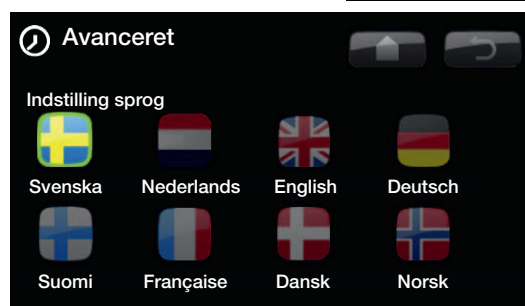 Avanceret
Indstilling sprog
Svenska Nederlands English Deutsch
Suomi Française Dansk Norsk